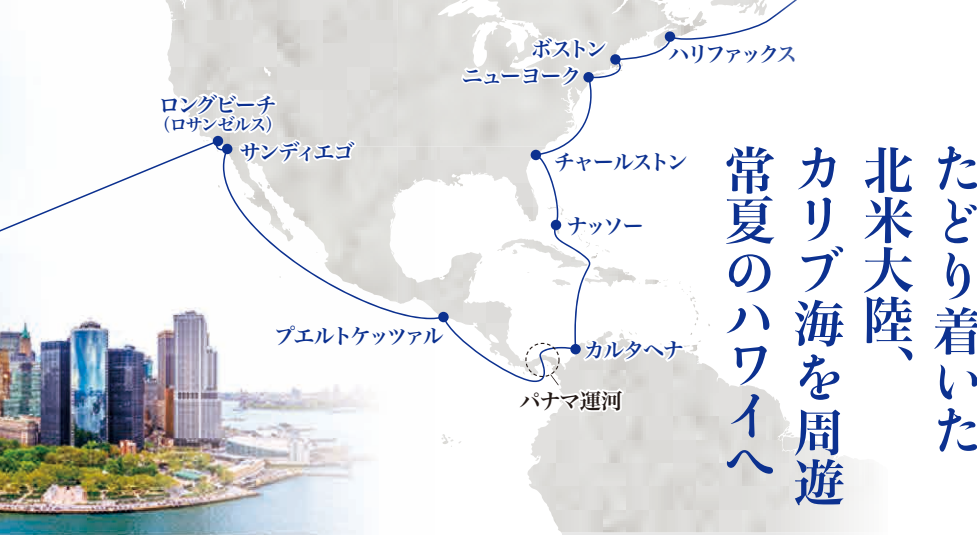 たどり着いた
北米大陸、
カリブ海を周遊
常夏のハワイへ
ハリファックス
ボストン
ニューヨーク
ロングビーチ
（ロサンゼルス）
サンディエゴ
チャールストン
ナッソー
プエルトケッツァル
カルタヘナ
パナマ運河